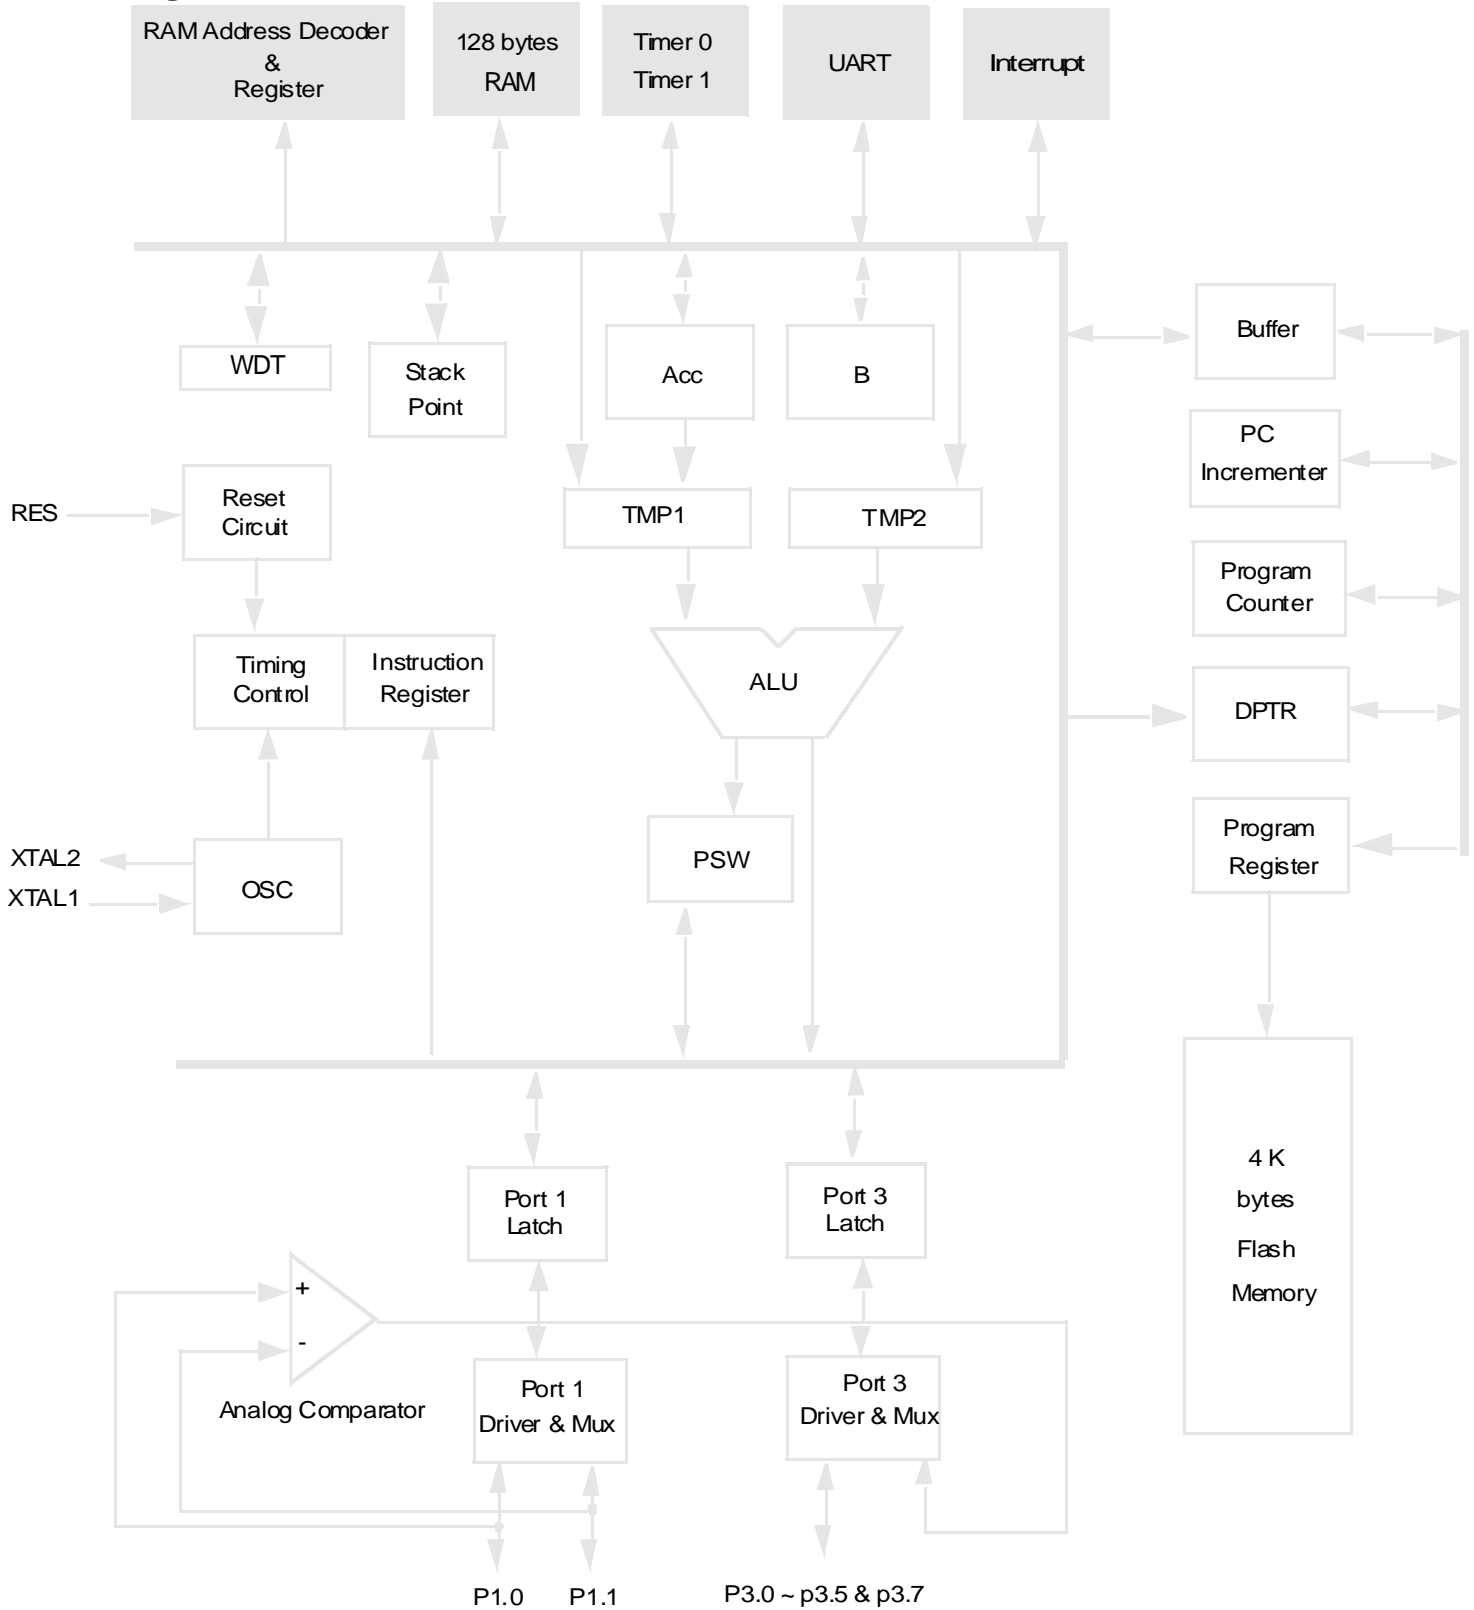 RAM Address Decoder
&
Register
128 bytes
RAM
Timer 0
Timer 1
UART
Interrupt
WDT
Stack
Point
Acc
B
Buffer
PC
Incrementer
RES
Reset
Circuit
TMP1
TMP2
Program
Counter
Timing
Control
Instruction
Register
ALU
DPTR
XTAL2
XTAL1
OSC
PSW
Program
Register
4 K
bytes
Flash
Memory
Port 1
Latch
Port 3
Latch
+
-
Analog Comparator
Port 1
Driver & Mux
Port 3
Driver & Mux
P1.0
P1.1
P3.0 ~ p3.5 & p3.7